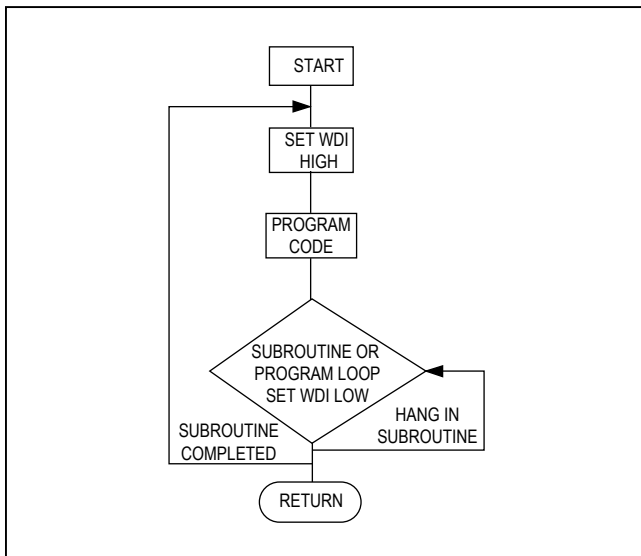 START
SET WDI
HIGH
PROGRAM
CODE
SUBROUTINE OR
PROGRAM LOOP
SET WDI LOW
HANG IN
SUBROUTINE
SUBROUTINE
COMPLETED
RETURN